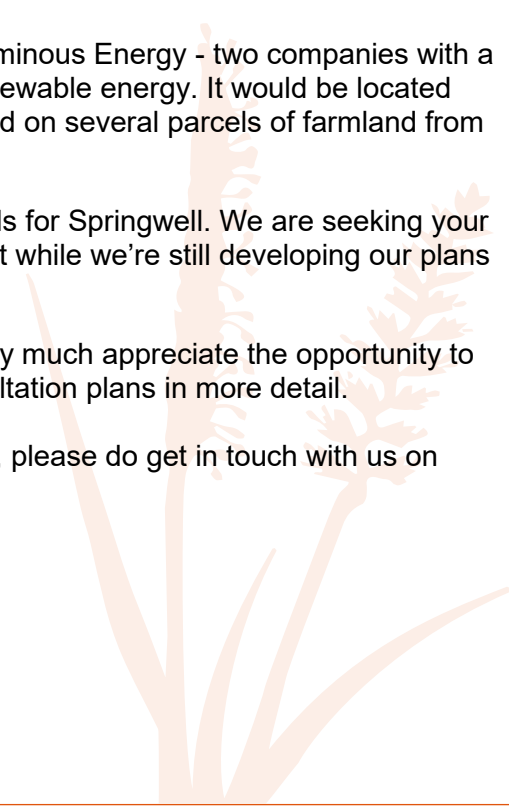 minous Energy - two companies with a
ewable energy. It would be located
d on several parcels of farmland from
ls for Springwell. We are seeking your
t while we’re still developing our plans
y much appreciate the opportunity to
ltation plans in more detail.
please do get in touch with us on